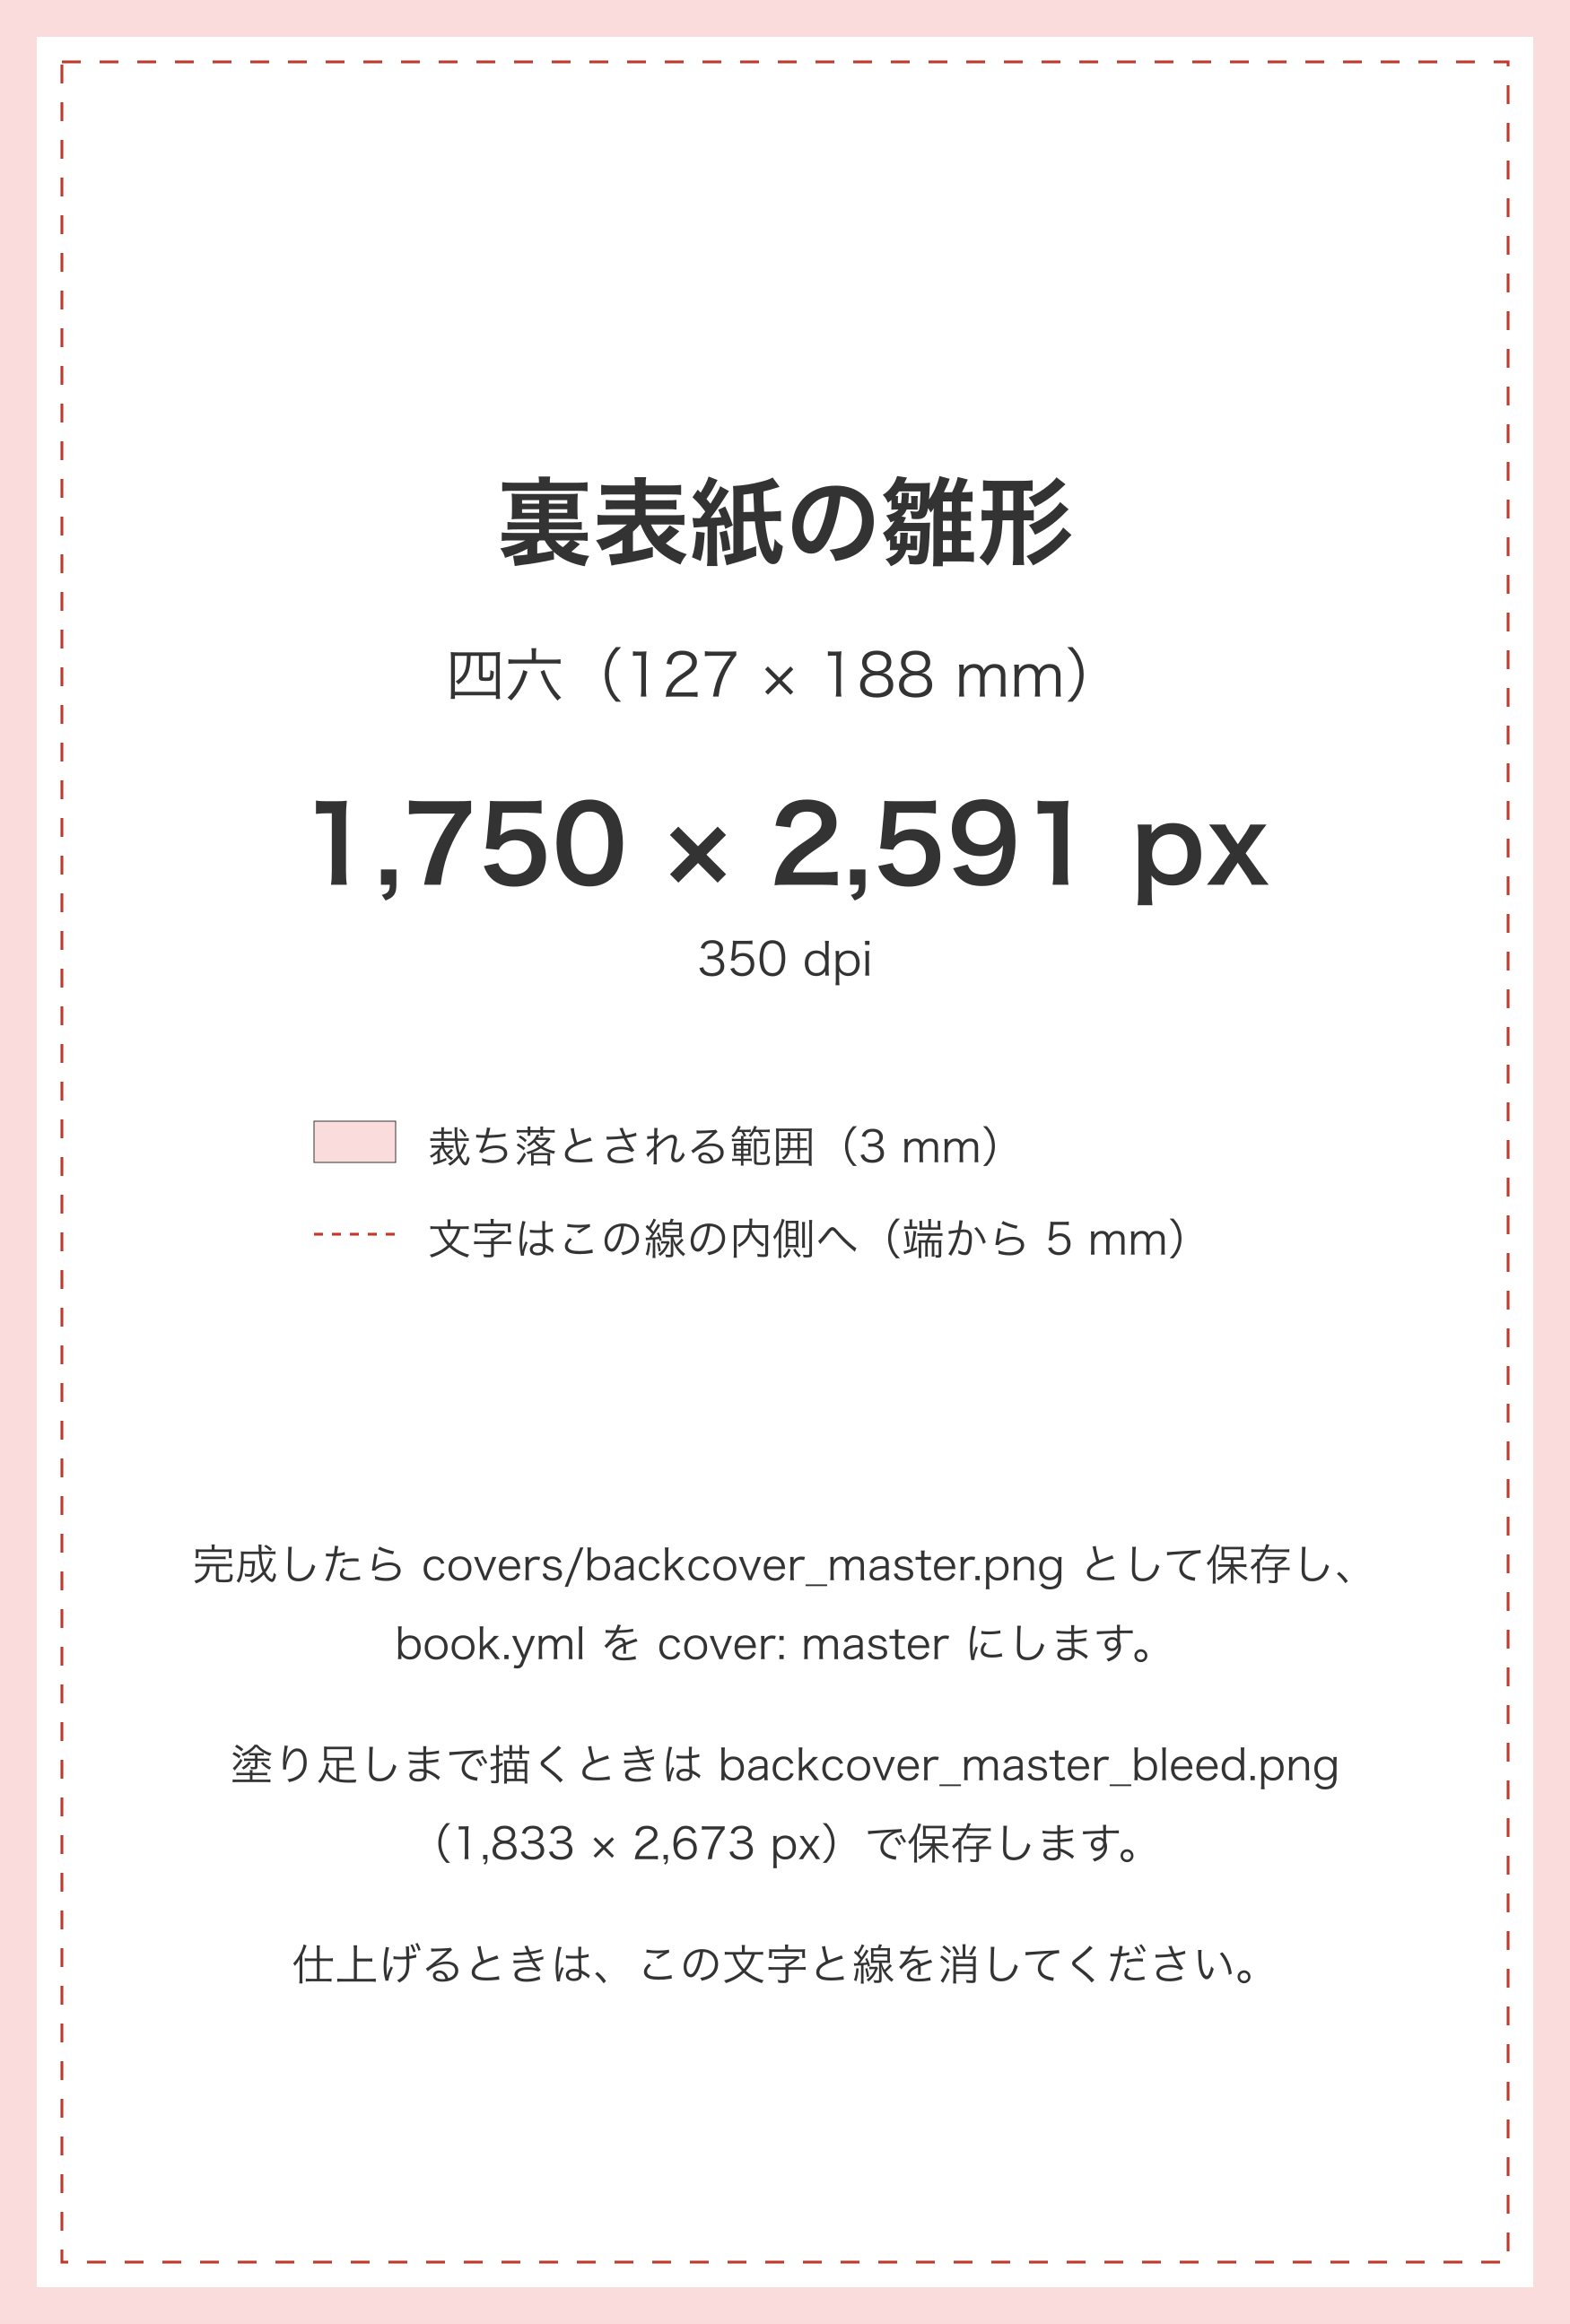 裏表紙の雛形
四六（127 × 188 mm）
1,750 × 2,591 px
350 dpi
裁ち落とされる範囲（3 mm）
文字はこの線の内側へ（端から 5 mm）
完成したら covers/backcover_master.png として保存し、
book.yml を cover: master にします。
塗り足しまで描くときは backcover_master_bleed.png
（1,833 × 2,673 px）で保存します。
仕上げるときは、この文字と線を消してください。